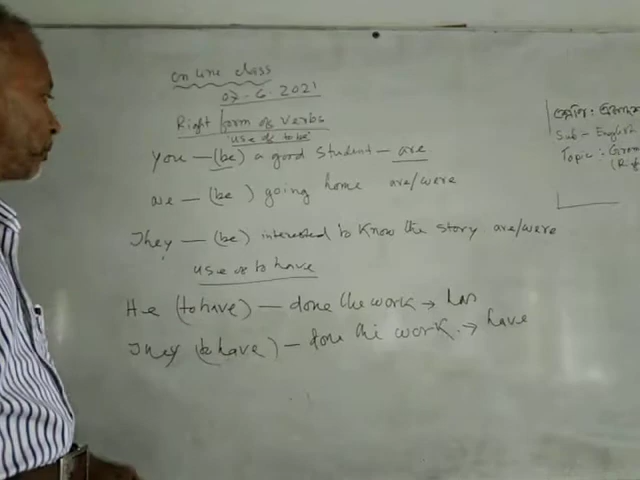 Online class
07-6-2021
Right form of verbs
"use of to be"
you — (be) a good student — are
we — (be) going home are/were
They — (be) interested to know the story are/were
use of to have
He (to have) — done the work → has
They (to have) — done the work. → have
Sub - English
Topic: Gram